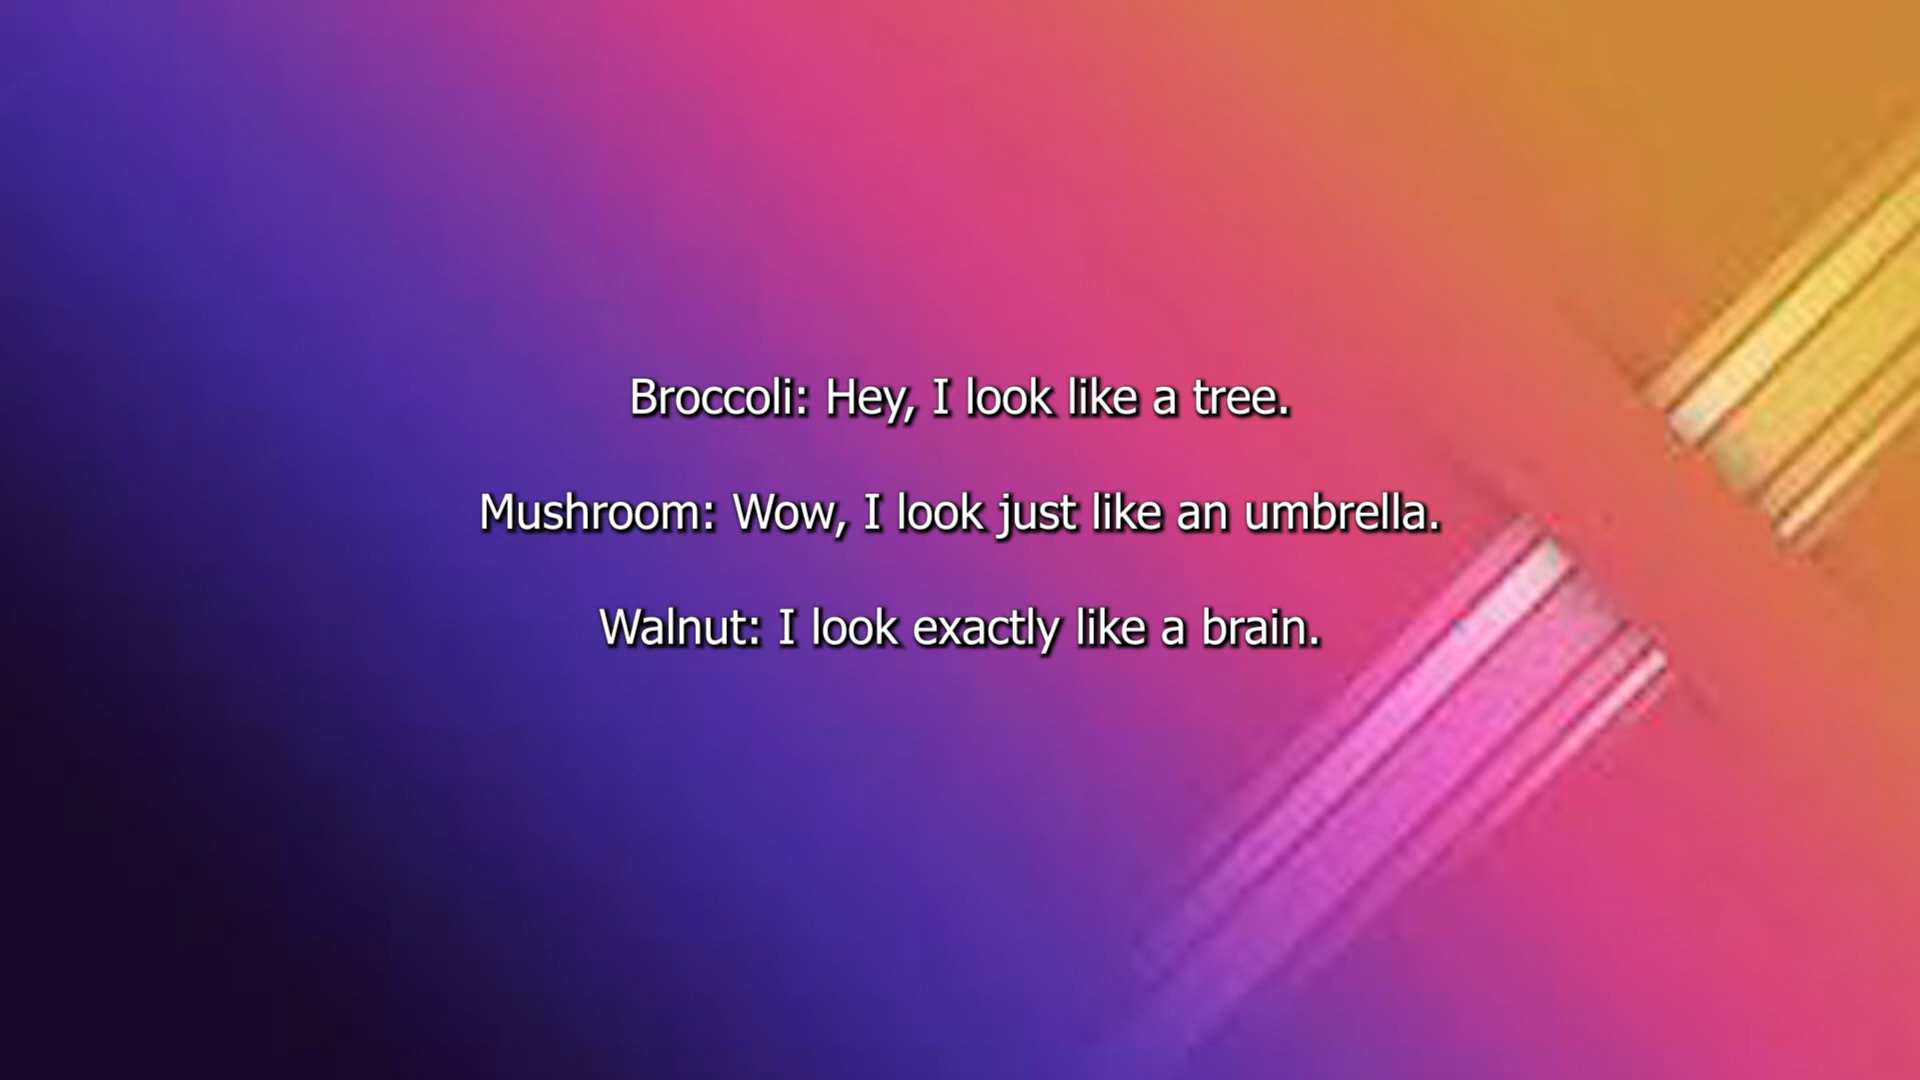 Broccoli: Hey, I look like a tree.
Mushroom: Wow, I look just like an umbrella.
Walnut: I look exactly like a brain.